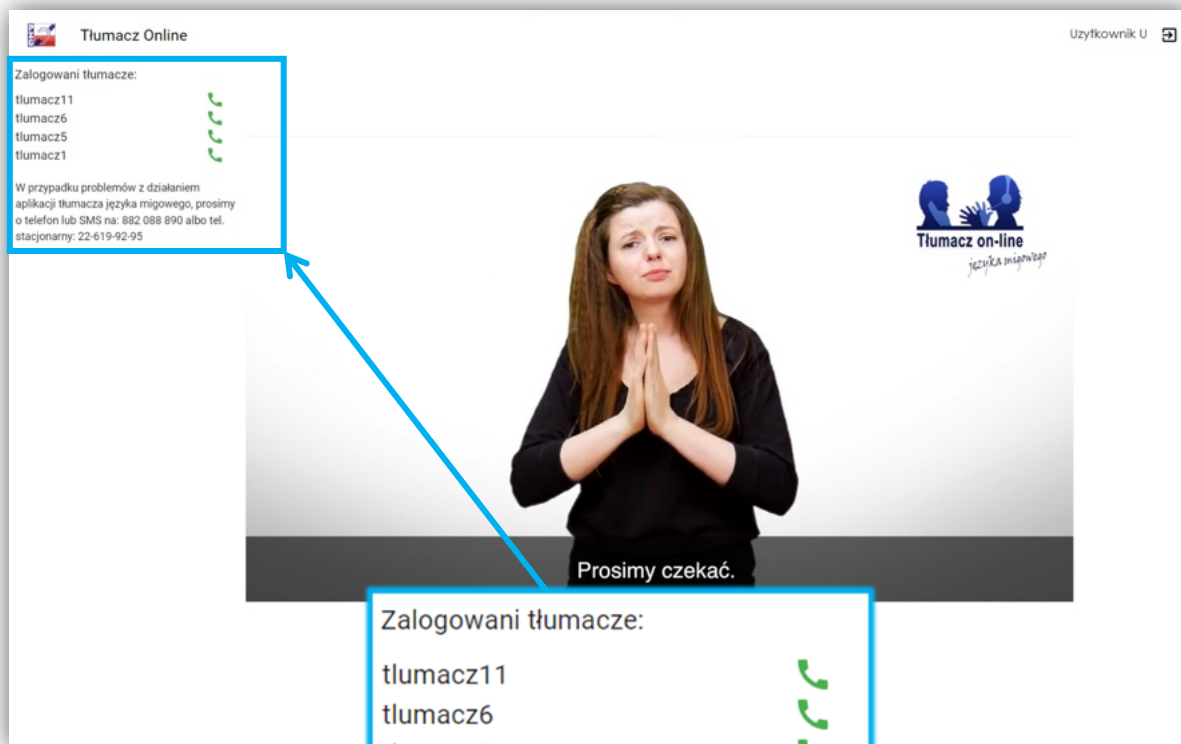 Tłumacz Online
Uzytkownik U
Zalogowani tłumacze:
tlumacz11
tlumacz6
tlumacz5
tlumacz1
W przypadku problemów z działaniem
aplikacji tłumacza języka migowego, prosimy
o telefon lub SMS na: 882 088 890 albo tel.
stacjonarny: 22-619-92-95
Tłumacz on-line
języka migowego
Prosimy czekać.
Zalogowani tłumacze:
tlumacz11
tlumacz6